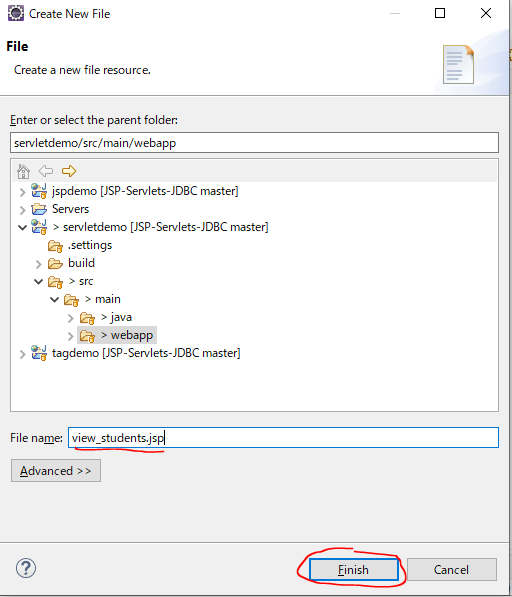 Create New File
File
Create a new file resource.
Enter or select the parent folder:
servletdemo/src/main/webapp
jspdemo [JSP-Servlets-JDBC master]
Servers
> servletdemo [JSP-Servlets-JDBC master]
.settings
build
> src
> main
> java
> webapp
tagdemo [JSP-Servlets-JDBC master]
File name: view_students.jsp
Advanced >>
? Finish Cancel